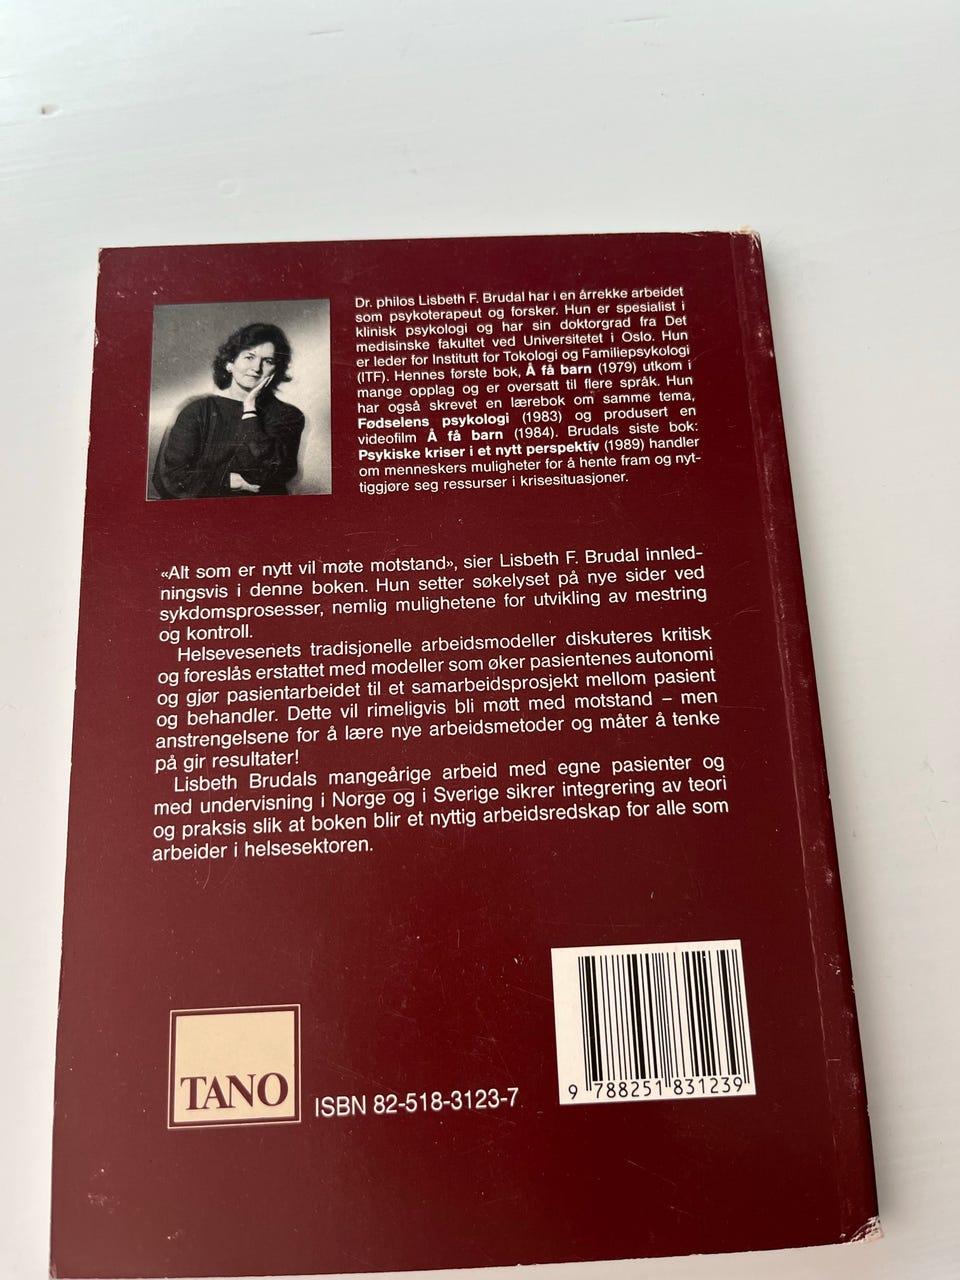 Dr. philos Lisbeth F. Brudal har i en årrekke arbeidet
som psykoterapeut og forsker. Hun er spesialist i
klinisk psykologi og har sin doktorgrad fra Det
medisinske fakultet ved Universitetet i Oslo. Hun
er leder for Institutt for Tokologi og Familiepsykologi
(ITF). Hennes første bok, Å få barn (1979) utkom i
mange opplag og er oversatt til flere språk. Hun
har også skrevet en lærebok om samme tema,
Fødselens psykologi (1983) og produsert en
videofilm Å få barn (1984). Brudals siste bok:
Psykiske kriser i et nytt perspektiv (1989) handler
om menneskers muligheter for å hente fram og nyt-
tiggjøre seg ressurser i krisesituasjoner.
«Alt som er nytt vil møte motstand», sier Lisbeth F. Brudal innled-
ningsvis i denne boken. Hun setter søkelyset på nye sider ved
sykdomsprosesser, nemlig mulighetene for utvikling av mestring
og kontroll.
Helsevesenets tradisjonelle arbeidsmodeller diskuteres kritisk
og foreslås erstattet med modeller som øker pasientenes autonomi
og gjør pasientarbeidet til et samarbeidsprosjekt mellom pasient
og behandler. Dette vil rimeligvis bli møtt med motstand – men
anstrengelsene for å lære nye arbeidsmetoder og måter å tenke
på gir resultater!
Lisbeth Brudals mangeårige arbeid med egne pasienter og
med undervisning i Norge og i Sverige sikrer integrering av teori
og praksis slik at boken blir et nyttig arbeidsredskap for alle som
arbeider i helsesektoren.
TANO
ISBN 82-518-3123-7
9 788251 831239